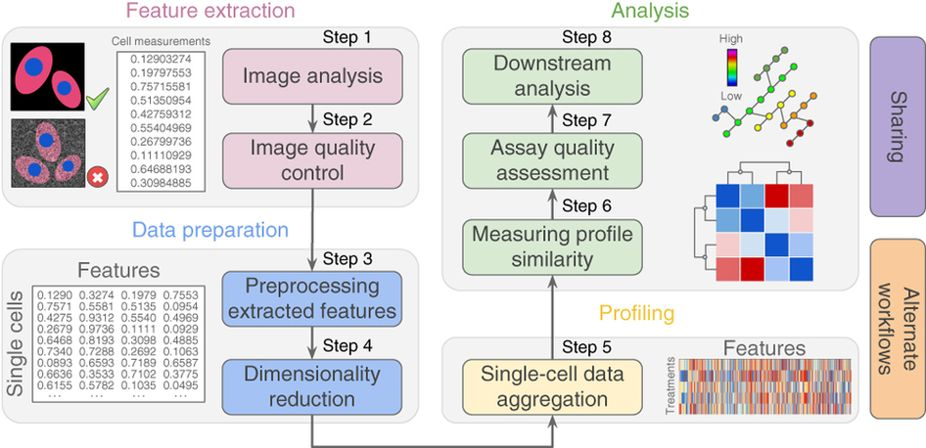 Feature extraction
Cell measurements
0.12903274
0.19797553
0.75715581
0.51350954
0.42759312
0.55404969
0.26799736
0.11110929
0.64688193
0.30984885
Step 1
Image analysis
Step 2
Image quality
control
Data preparation
Features
Single cells
0.1290 0.3274 0.1979 0.7553
0.7571 0.5581 0.5135 0.0954
0.4275 0.9312 0.5540 0.4969
0.2679 0.9736 0.1111 0.0929
0.6468 0.8193 0.3098 0.4885
0.7340 0.7288 0.2692 0.1063
0.0893 0.6593 0.7189 0.6587
0.6636 0.3533 0.7102 0.3775
0.6155 0.5782 0.1035 0.0495
... ... ... ...
Step 3
Preprocessing
extracted features
Step 4
Dimensionality
reduction
Profiling
Step 5
Single-cell data
aggregation
Features
Treatments
Analysis
Step 6
Measuring profile
similarity
Step 7
Assay quality
assessment
Step 8
Downstream
analysis
High
Low
Sharing
Alternate
workflows